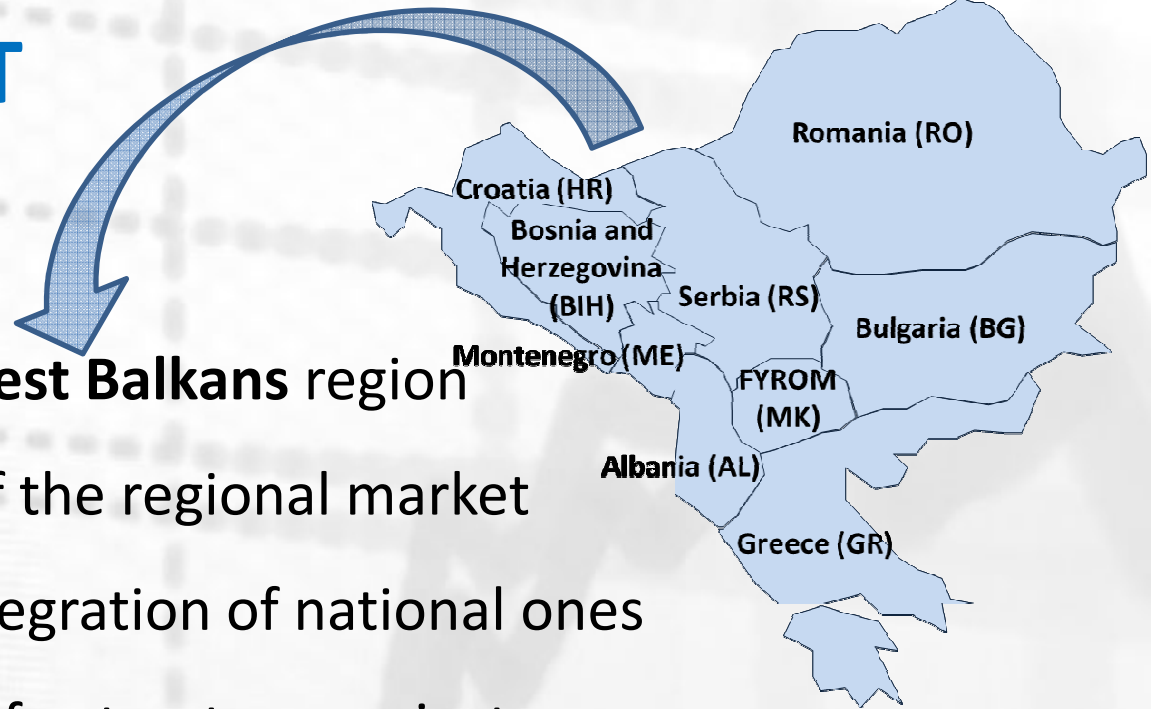 T
Romania (RO)
Croatia (HR)
Bosnia and
Herzegovina
(BIH)
Serbia (RS)
Bulgaria (BG)
Montenegro (ME)
FYROM
(MK)
Albania (AL)
Greece (GR)
est Balkans region
f the regional market
egration of national ones